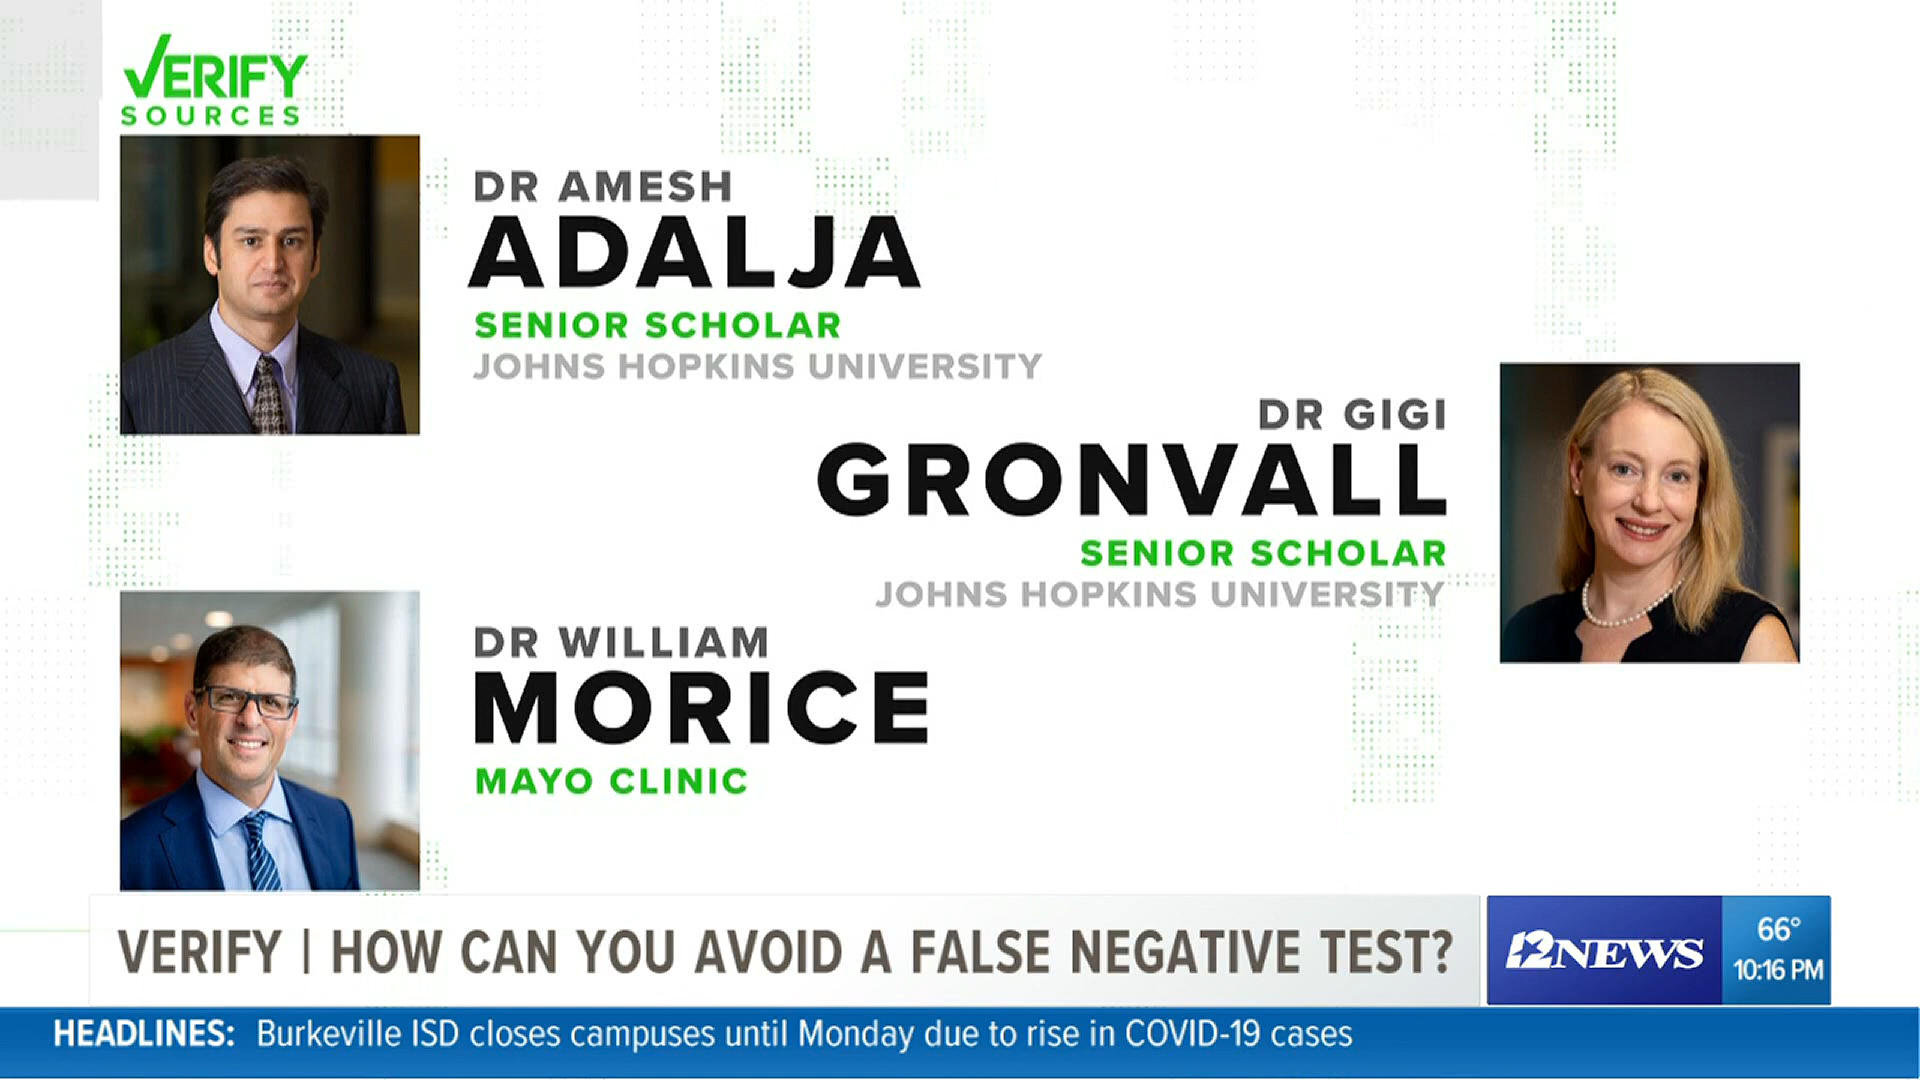 VERIFY
SOURCES
DR AMESH
ADALJA
SENIOR SCHOLAR
JOHNS HOPKINS UNIVERSITY
DR GIGI
GRONVALL
SENIOR SCHOLAR
JOHNS HOPKINS UNIVERSITY
DR WILLIAM
MORICE
MAYO CLINIC
VERIFY | HOW CAN YOU AVOID A FALSE NEGATIVE TEST?
12NEWS
66°
10:16 PM
HEADLINES: Burkeville ISD closes campuses until Monday due to rise in COVID-19 cases